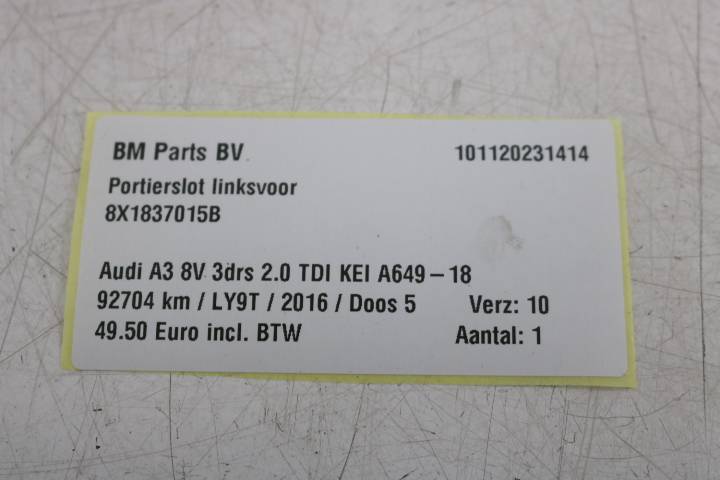 BM Parts BV 101120231414
Portierslot linksvoor
8X1837015B
Audi A3 8V 3drs 2.0 TDI KEI A649-18
92704 km / LY9T / 2016 / Doos 5 Verz: 10
49.50 Euro incl. BTW Aantal: 1